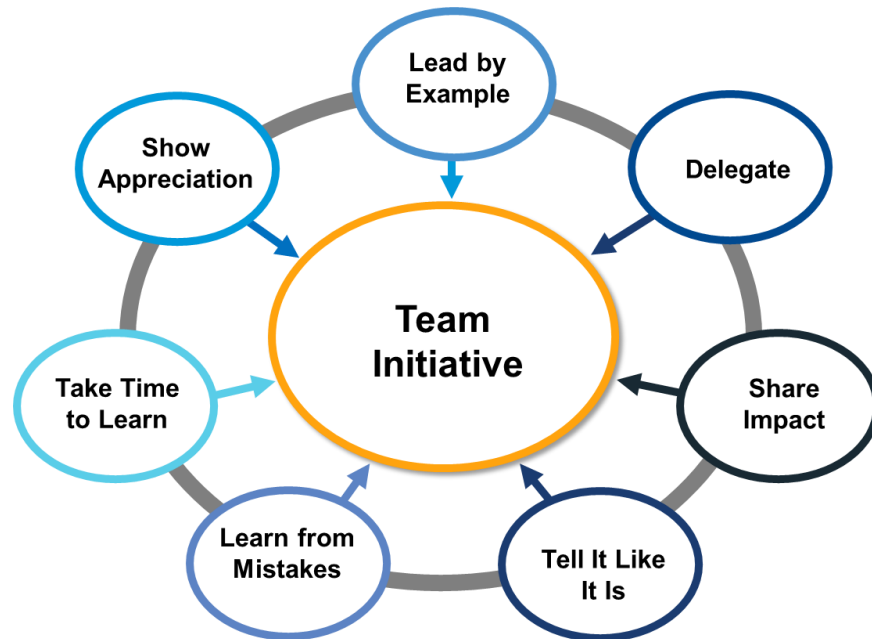 Lead by
Example
Show
Appreciation
Delegate
Team
Initiative
Take Time
to Learn
Share
Impact
Learn from
Mistakes
Tell It Like
It Is